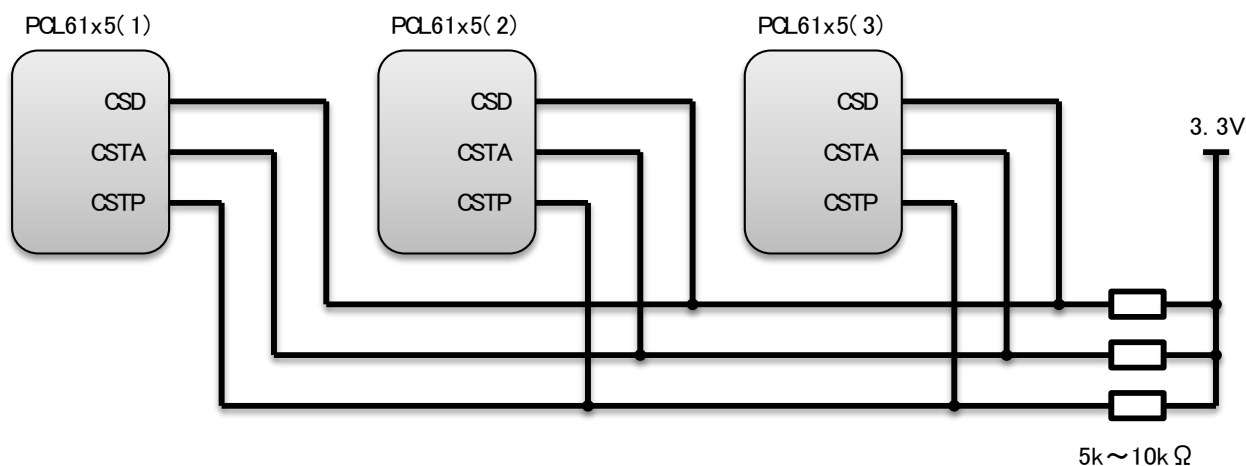 PCL61x5(1)
PCL61x5(2)
PCL61x5(3)
CSD
CSTA
CSTP
CSD
CSTA
CSTP
CSD
CSTA
CSTP
3.3V
5k～10kΩ